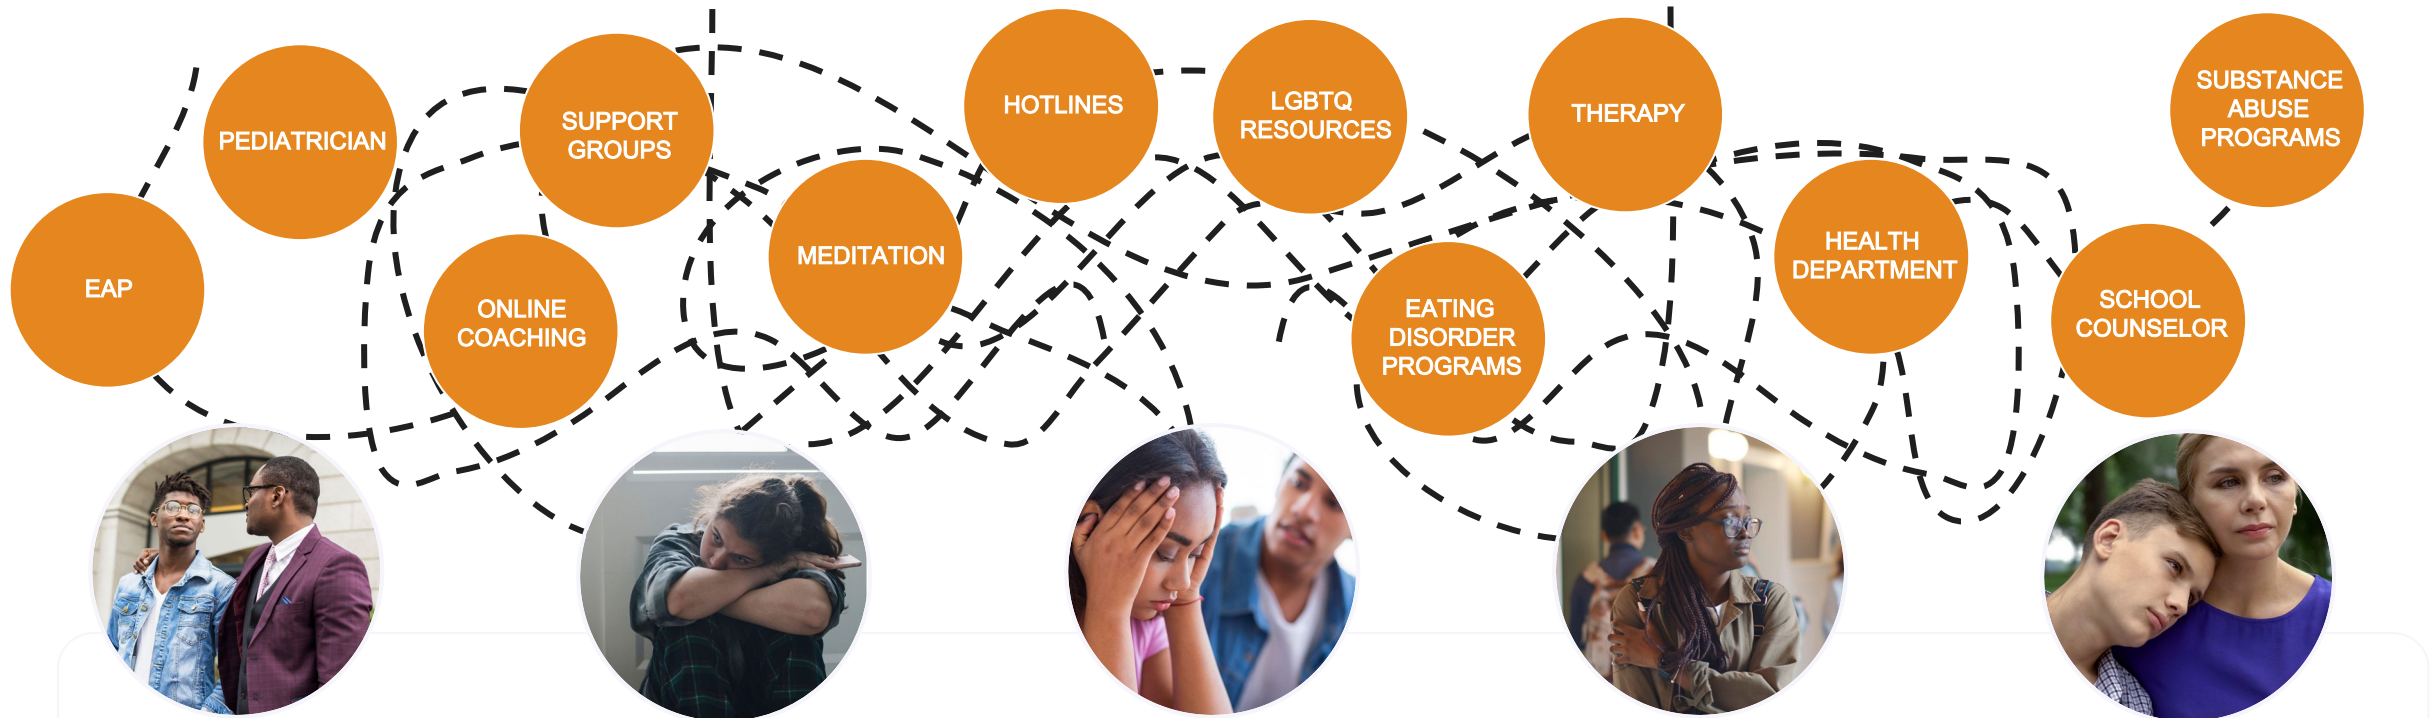 EAP
PEDIATRICIAN
ONLINE
COACHING
SUPPORT
GROUPS
MEDITATION
HOTLINES
LGBTQ
RESOURCES
EATING
DISORDER
PROGRAMS
THERAPY
HEALTH
DEPARTMENT
SCHOOL
COUNSELOR
SUBSTANCE
ABUSE
PROGRAMS